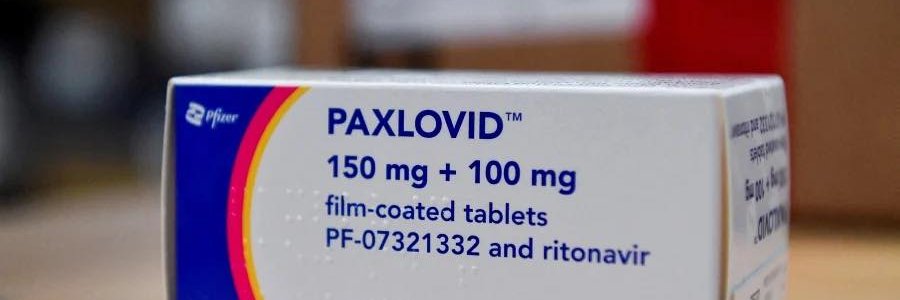 Pfizer
PAXLOVID™
150 mg + 100 mg
film-coated tablets
PF-07321332 and ritonavir